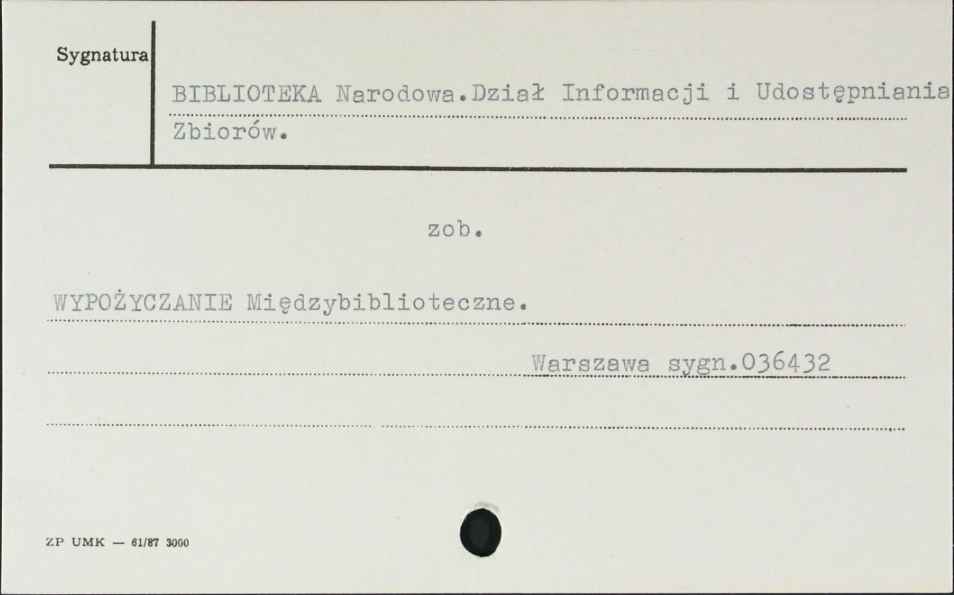 Sygnatura
BIBLIOTEKA Narodowa.Dział Informacji i Udostępniania
Zbiorów.
zob.
WYPOŻYCZANIE Międzybiblioteczne.
Warszawa sygn.036432
ZP UMK — 61/87 3000